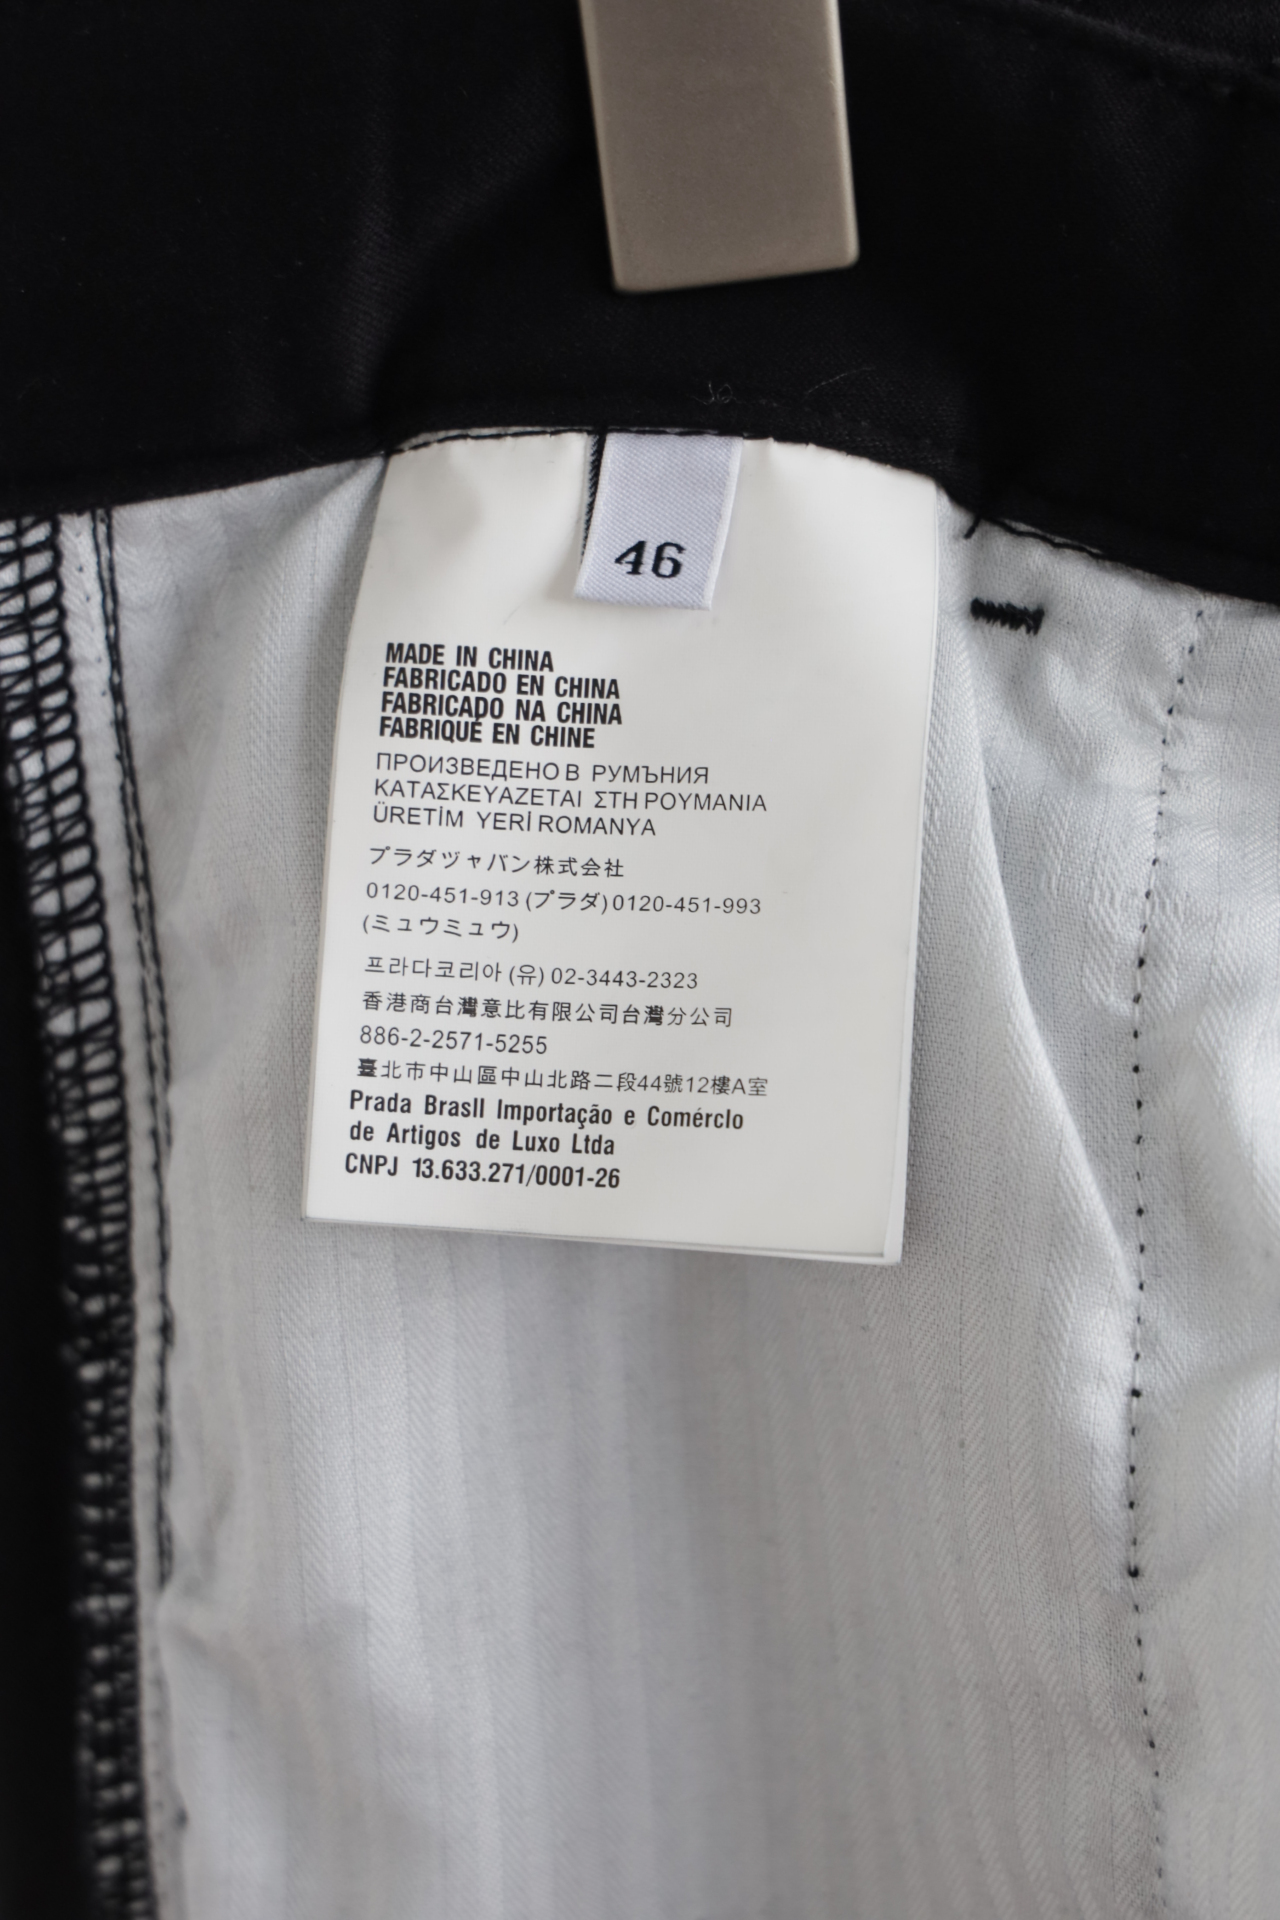 46
MADE IN CHINA
FABRICADO EN CHINA
FABRICADO NA CHINA
FABRIQUÉ EN CHINE
ПРОИЗВЕДЕНО В РУМЪНИЯ
ΚΑΤΑΣΚΕΥΑΖΕΤΑΙ ΣΤΗ ΡΟΥΜΑΝΙΑ
ÜRETİM YERİ ROMANYA
プラダヅャバン株式会社
0120-451-913 (プラダ) 0120-451-993
(ミュウミュウ)
프라다코리아 (유) 02-3443-2323
香港商台灣意比有限公司台灣分公司
886-2-2571-5255
臺北市中山區中山北路二段44號12樓A室
Prada Brasll Importação e Comérclo
de Artigos de Luxo Ltda
CNPJ 13.633.271/0001-26